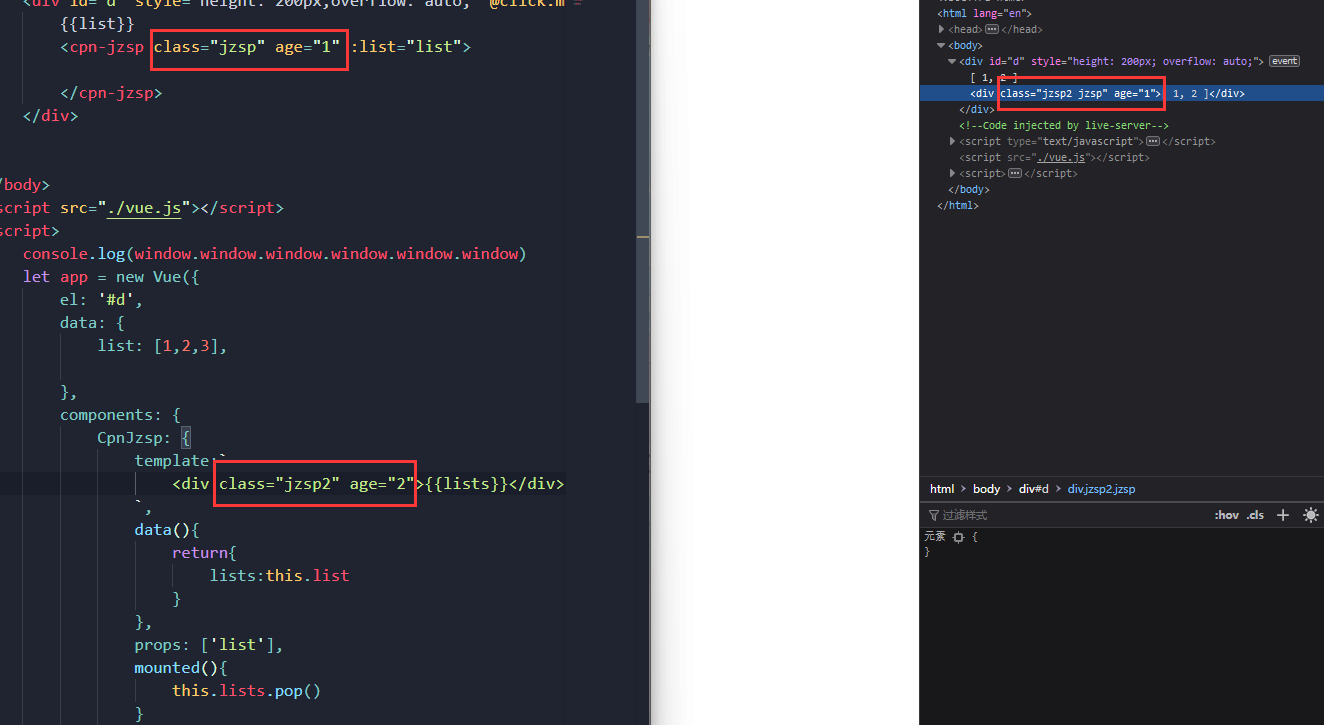 <div id="d" style="height: 200px;overflow: auto;" @click.m
{{list}}
<cpn-jzsp class="jzsp" age="1" :list="list">
</cpn-jzsp>
</div>
/body>
script src="./vue.js"></script>
script>
console.log(window.window.window.window.window.window)
let app = new Vue({
el: '#d',
data: {
list: [1,2,3],
},
components: {
CpnJzsp: {
template:`
<div class="jzsp2" age="2">{{lists}}</div>
`,
data(){
return{
lists:this.list
}
},
props: ['list'],
mounted(){
this.lists.pop()
}
<html lang="en">
<head>•••</head>
<body>
<div id="d" style="height: 200px; overflow: auto;"> event
[ 1, 2 ]
<div class="jzsp2 jzsp" age="1"> 1, 2 ]</div>
</div>
<!--Code injected by live-server-->
<script type="text/javascript">•••</script>
<script src="./vue.js"></script>
<script>•••</script>
</body>
</html>
html > body > div#d > div.jzsp2.jzsp
过滤样式 :hov .cls +
元素 {
}